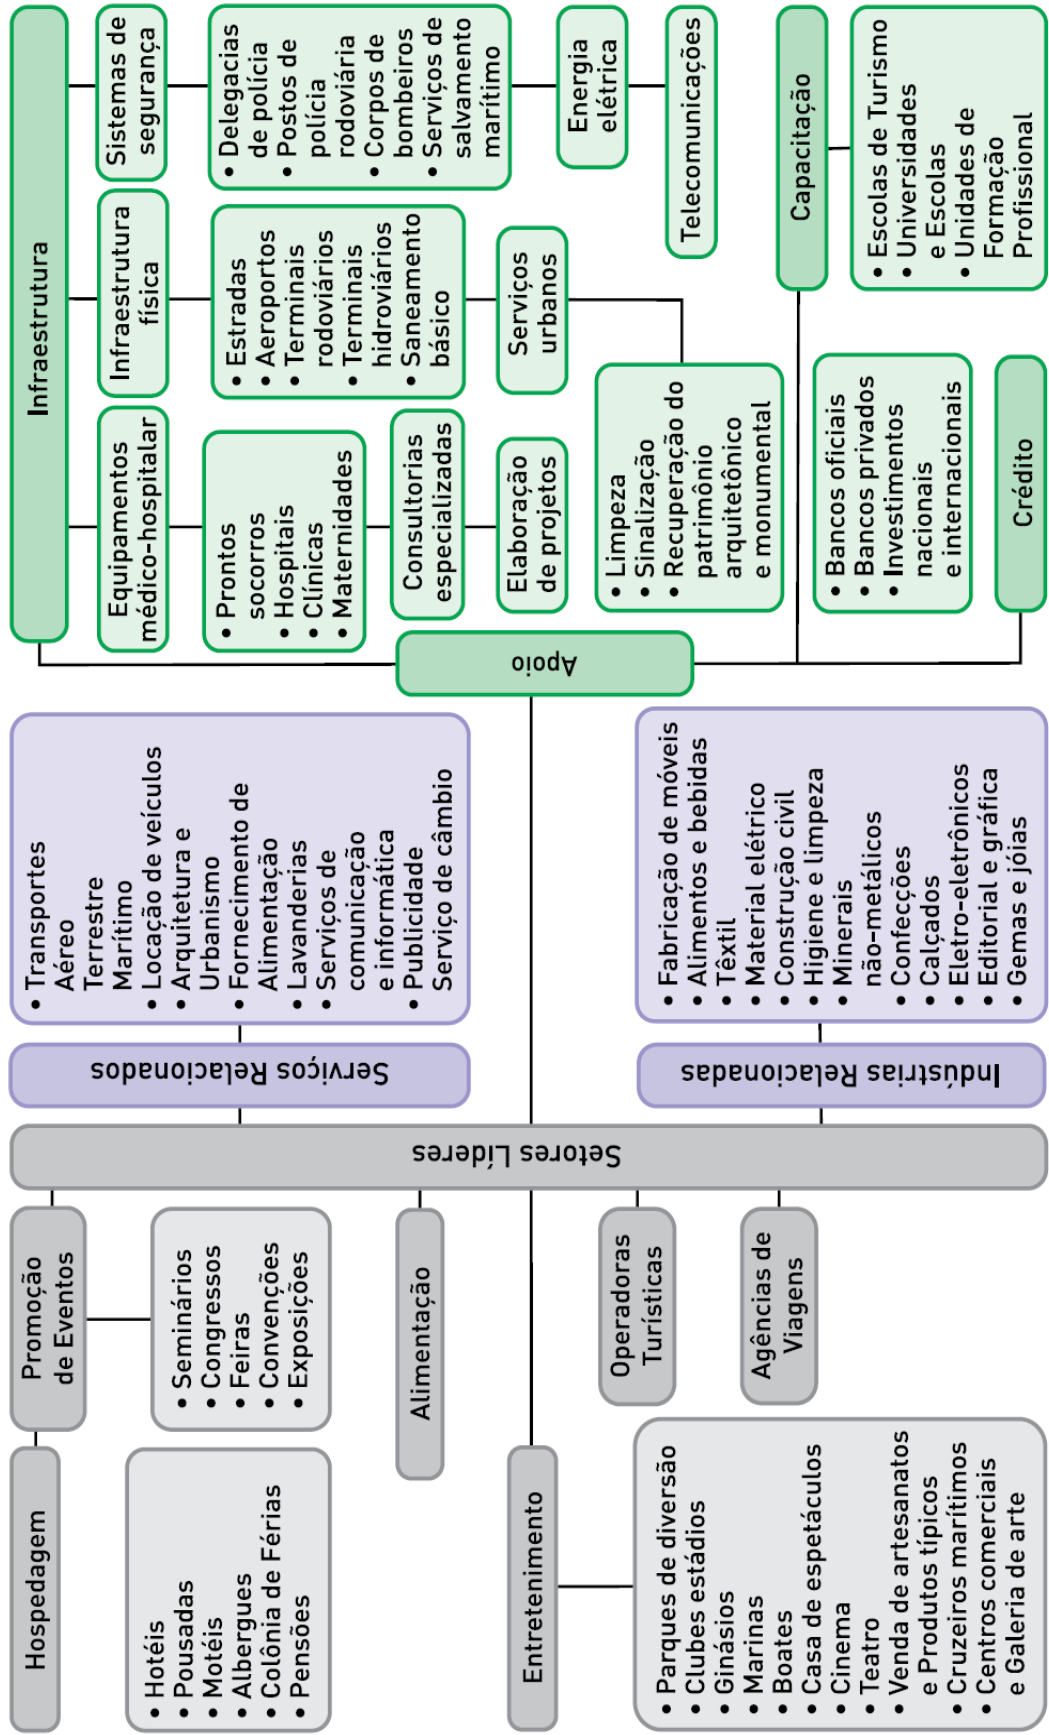 Hospedagem
• Hotéis
• Pousadas
• Motéis
• Albergues
• Colônia de Férias
• Pensões
Promoção
de Eventos
• Seminários
• Congressos
• Feiras
• Convenções
• Exposições
Alimentação
Entretenimento
• Parques de diversão
• Clubes estádios
• Ginásios
• Marinas
• Boates
• Casa de espetáculos
• Cinema
• Teatro
• Venda de artesanatos
e Produtos típicos
• Cruzeiros marítimos
• Centros comerciais
e Galeria de arte
Operadoras
Turísticas
Agências de
Viagens
Setores Líderes
Serviços Relacionados
• Transportes
Aéreo
Terrestre
Marítimo
• Locação de veículos
• Arquitetura e
Urbanismo
• Fornecimento de
Alimentação
• Lavanderias
• Serviços de
comunicação
e informática
• Publicidade
Serviço de câmbio
Indústrias Relacionadas
• Fabricação de móveis
• Alimentos e bebidas
• Têxtil
• Material elétrico
• Construção civil
• Higiene e limpeza
• Minerais
não-metálicos
• Confecções
• Calçados
• Eletro-eletrônicos
• Editorial e gráfica
• Gemas e jóias
Apoio
Infraestrutura
Equipamentos
médico-hospitalar
• Prontos
socorros
• Hospitais
• Clínicas
• Maternidades
Consultorias
especializadas
Elaboração
de projetos
Infraestrutura
física
• Estradas
• Aeroportos
• Terminais
rodoviários
• Terminais
hidroviários
• Saneamento
básico
Serviços
urbanos
• Limpeza
• Sinalização
• Recuperação do
patrimônio
arquitetônico
e monumental
Sistemas de
segurança
• Delegacias
de polícia
• Postos de
polícia
rodoviária
• Corpos de
bombeiros
• Serviços de
salvamento
marítimo
Energia
elétrica
Telecomunicações
Capacitação
• Escolas de Turismo
• Universidades
e Escolas
• Unidades de
Formação
Profissional
• Bancos oficiais
• Bancos privados
• Investimentos
nacionais
e internacionais
Crédito